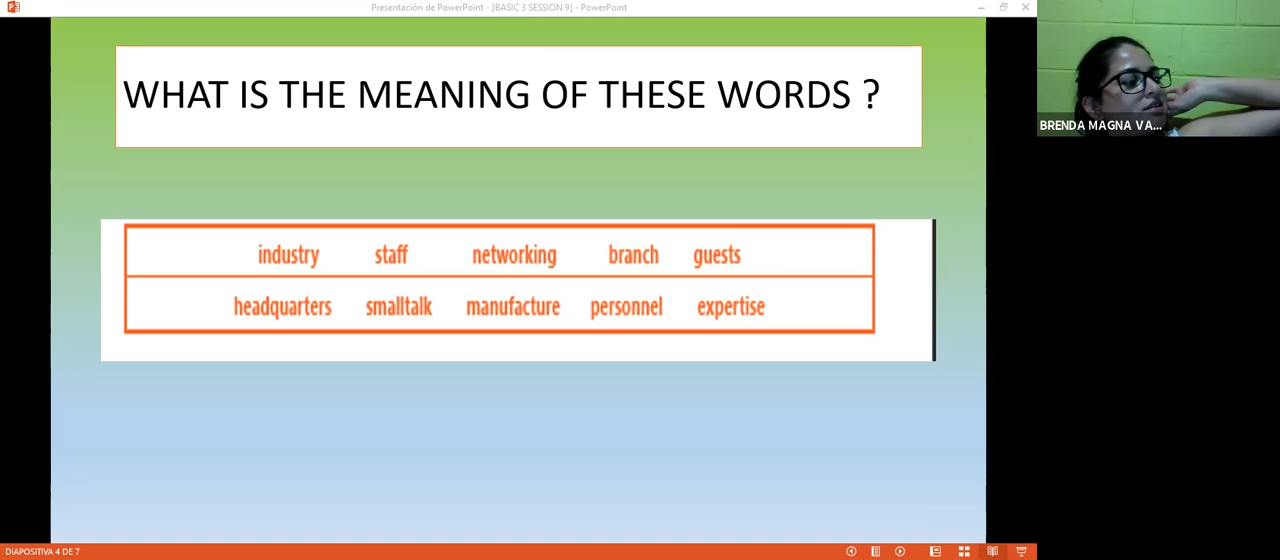 Presentación de PowerPoint - [BASIC 3 SESSION 9] - PowerPoint
WHAT IS THE MEANING OF THESE WORDS ?
BRENDA MAGNA VA...
industry staff networking branch guests
headquarters smalltalk manufacture personnel expertise
DIAPOSITIVA 4 DE 7